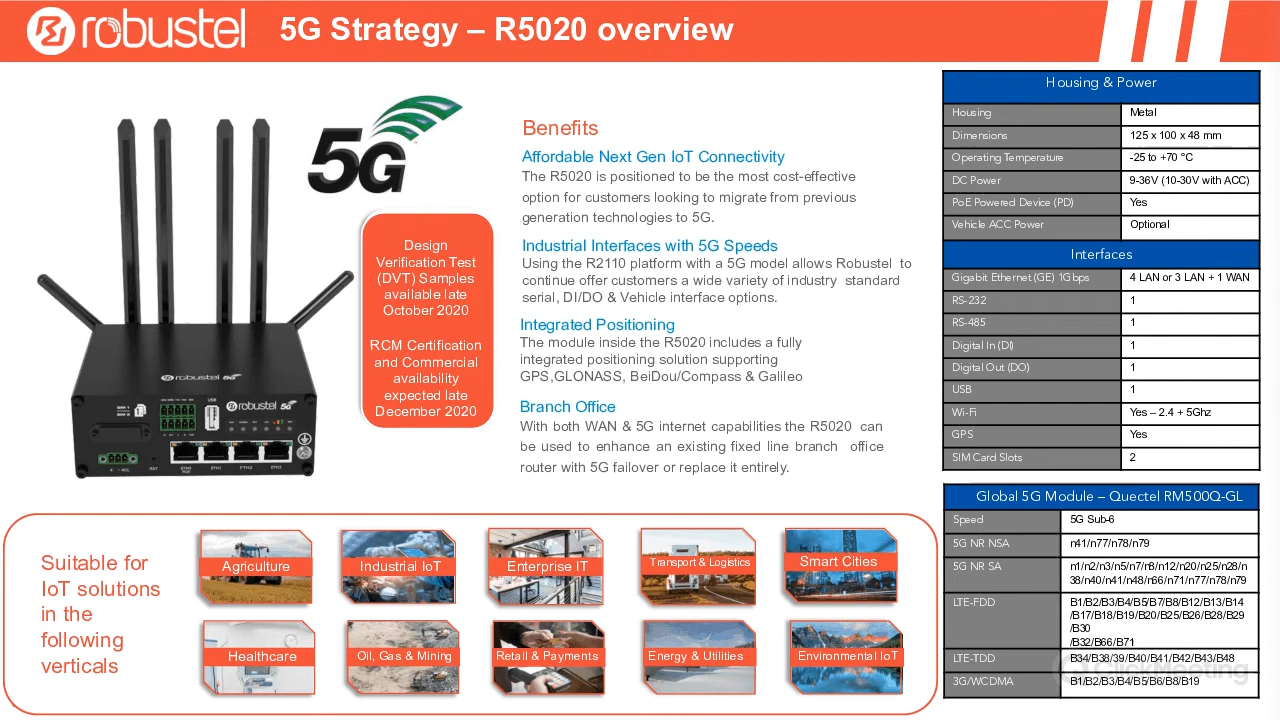 robustel
5G Strategy – R5020 overview
5G
Design
Verification Test
(DVT) Samples
available late
October 2020
RCM Certification
and Commercial
availability
expected late
December 2020
robustel 5G
USB
robustel 5G
RST
ETH0
ETH1
ETH2
ETH3
Benefits
Affordable Next Gen IoT Connectivity
The R5020 is positioned to be the most cost-effective
option for customers looking to migrate from previous
generation technologies to 5G.
Industrial Interfaces with 5G Speeds
Using the R2110 platform with a 5G model allows Robustel to
continue offer customers a wide variety of industry standard
serial, DI/DO & Vehicle interface options.
Integrated Positioning
The module inside the R5020 includes a fully
integrated positioning solution supporting
GPS,GLONASS, BeiDou/Compass & Galileo
Branch Office
With both WAN & 5G internet capabilities the R5020 can
be used to enhance an existing fixed line branch office
router with 5G failover or replace it entirely.
Housing & Power
Housing Metal
Dimensions 125 x 100 x 48 mm
Operating Temperature -25 to +70 °C
DC Power 9-36V (10-30V with ACC)
PoE Powered Device (PD) Yes
Vehicle ACC Power Optional
Interfaces
Gigabit Ethernet (GE) 1Gbps 4 LAN or 3 LAN + 1 WAN
RS-232 1
RS-485 1
Digital In (DI) 1
Digital Out (DO) 1
USB 1
Wi-Fi Yes – 2.4 + 5Ghz
GPS Yes
SIM Card Slots 2
Global 5G Module – Quectel RM500Q-GL
Speed 5G Sub-6
5G NR NSA n41/n77/n78/n79
5G NR SA n1/n2/n3/n5/n7/n8/n12/n20/n25/n28/n
38/n40/n41/n48/n66/n71/n77/n78/n79
LTE-FDD B1/B2/B3/B4/B5/B7/B8/B12/B13/B14
/B17/B18/B19/B20/B25/B26/B28/B29
/B30
/B32/B66/B71
LTE-TDD B34/B38/39/B40/B41/B42/B43/B48
3G/WCDMA B1/B2/B3/B4/B5/B6/B8/B19
ClickMeeting
Suitable for
IoT solutions
in the
following
verticals
Agriculture
Industrial IoT
Enterprise IT
Transport & Logistics
Smart Cities
Healthcare
Oil, Gas & Mining
Retail & Payments
Energy & Utilities
Environmental IoT